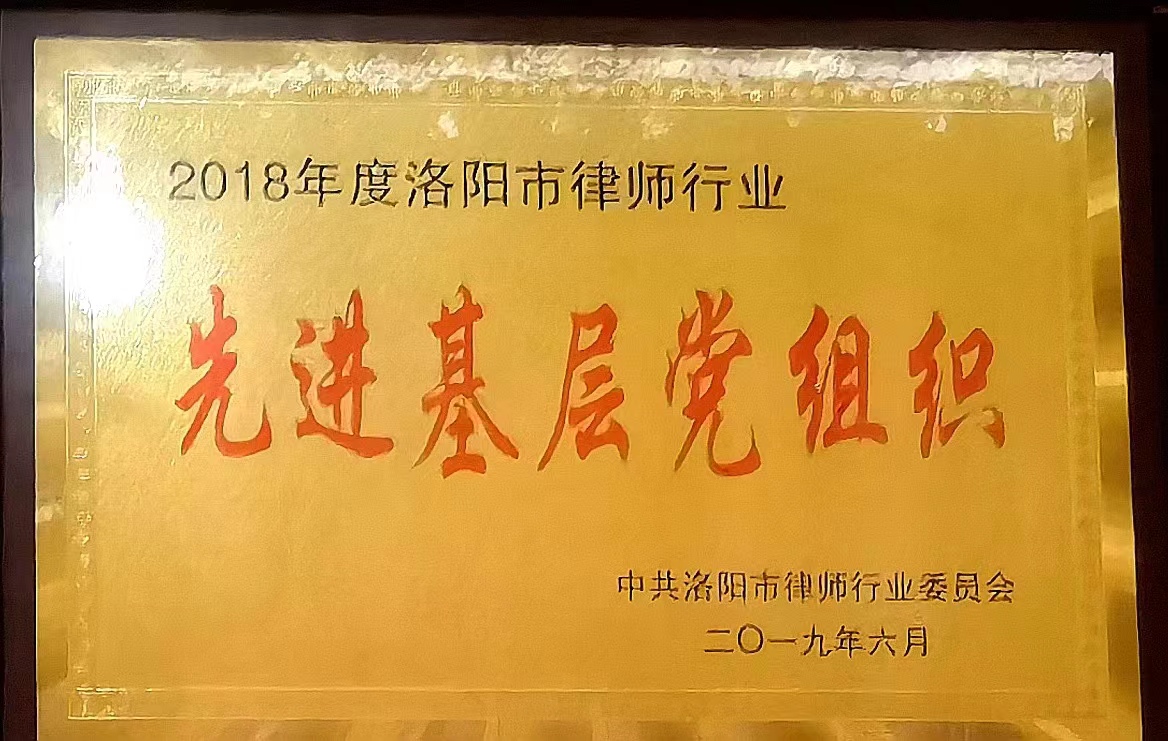 2018年度洛阳市律师行业
先进基层党组织
中共洛阳市律师行业委员会
二〇一九年六月